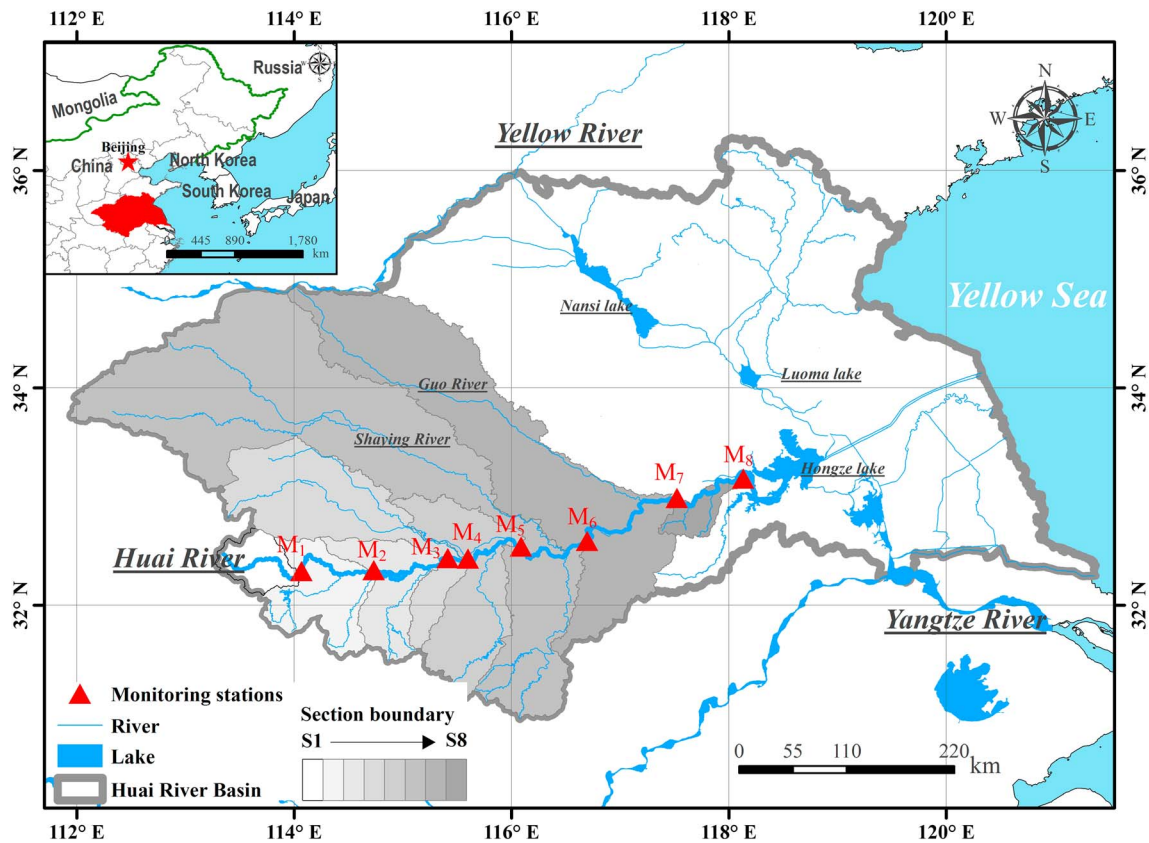 112° E 114° E 116° E 118° E 120° E
36° N
34° N
32° N
36° N
34° N
32° N
Russia
N
S
Mongolia
Beijing
China
North Korea
South Korea
Japan
0 445 890 1,780
km
Yellow River
N
W E
S
Yellow Sea
Nansi lake
Luoma lake
Guo River
Shaying River
Hongze lake
M1 M2 M3 M4 M5 M6 M7 M8
Huai River
Yangtze River
Monitoring stations
River
Lake
Huai River Basin
Section boundary
S1 S8
0 55 110 220
km
112° E 114° E 116° E 118° E 120° E